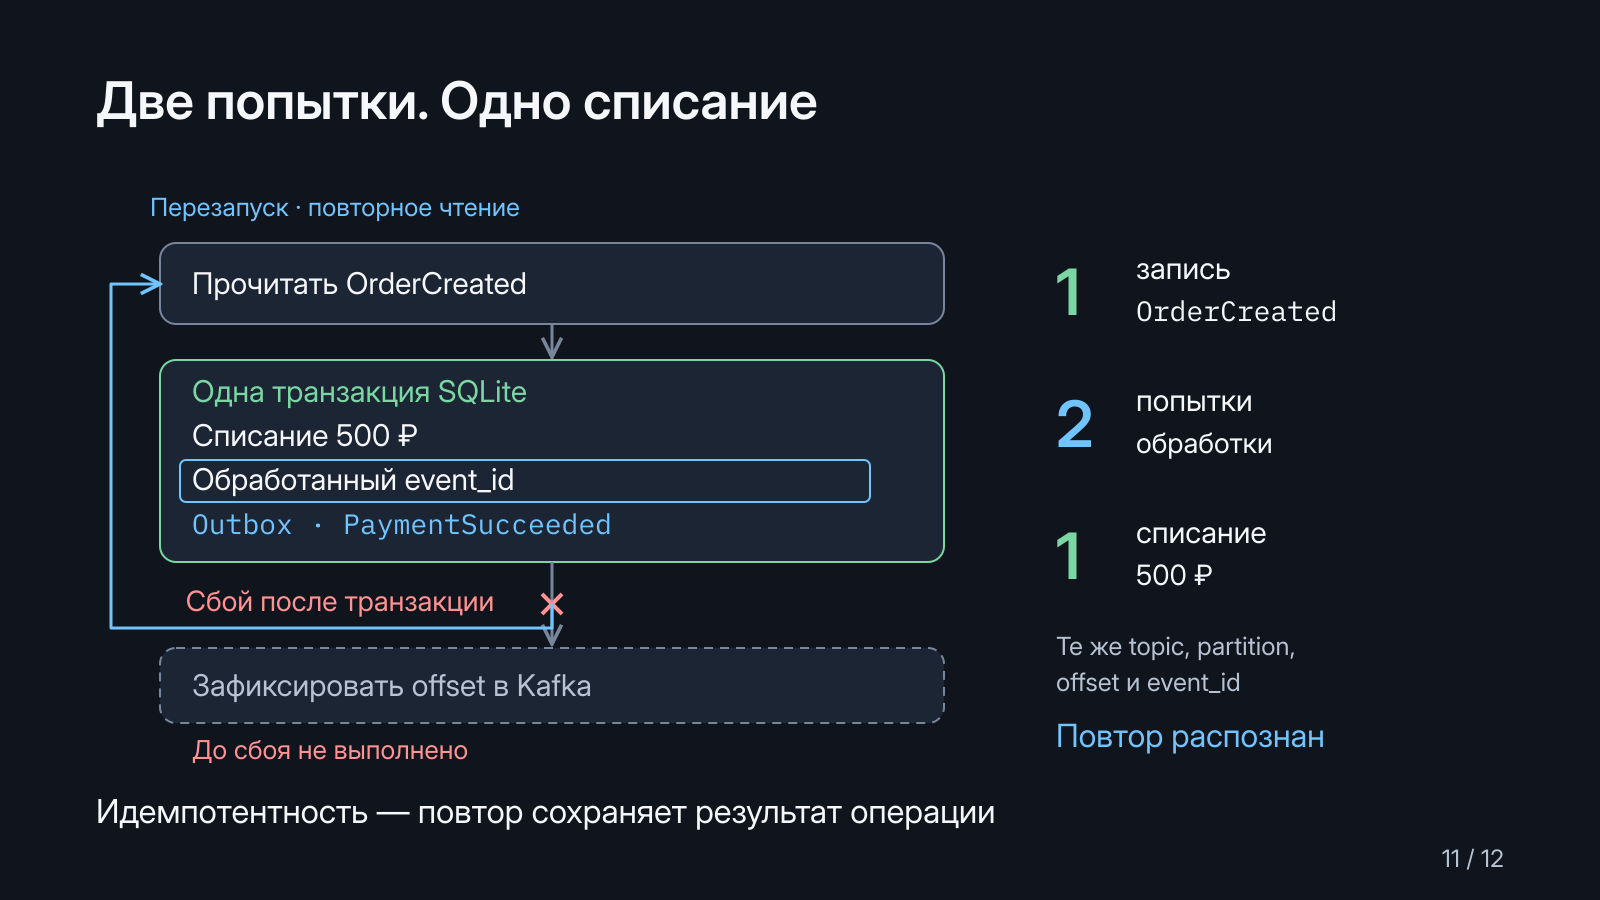 Две попытки. Одно списание
Перезапуск · повторное чтение
Прочитать OrderCreated
Одна транзакция SQLite
Списание 500 ₽
Обработанный event_id
Outbox · PaymentSucceeded
Сбой после транзакции
Зафиксировать offset в Kafka
До сбоя не выполнено
1
запись
OrderCreated
2
попытки
обработки
1
списание
500 ₽
Те же topic, partition,
offset и event_id
Повтор распознан
Идемпотентность — повтор сохраняет результат операции
11 / 12